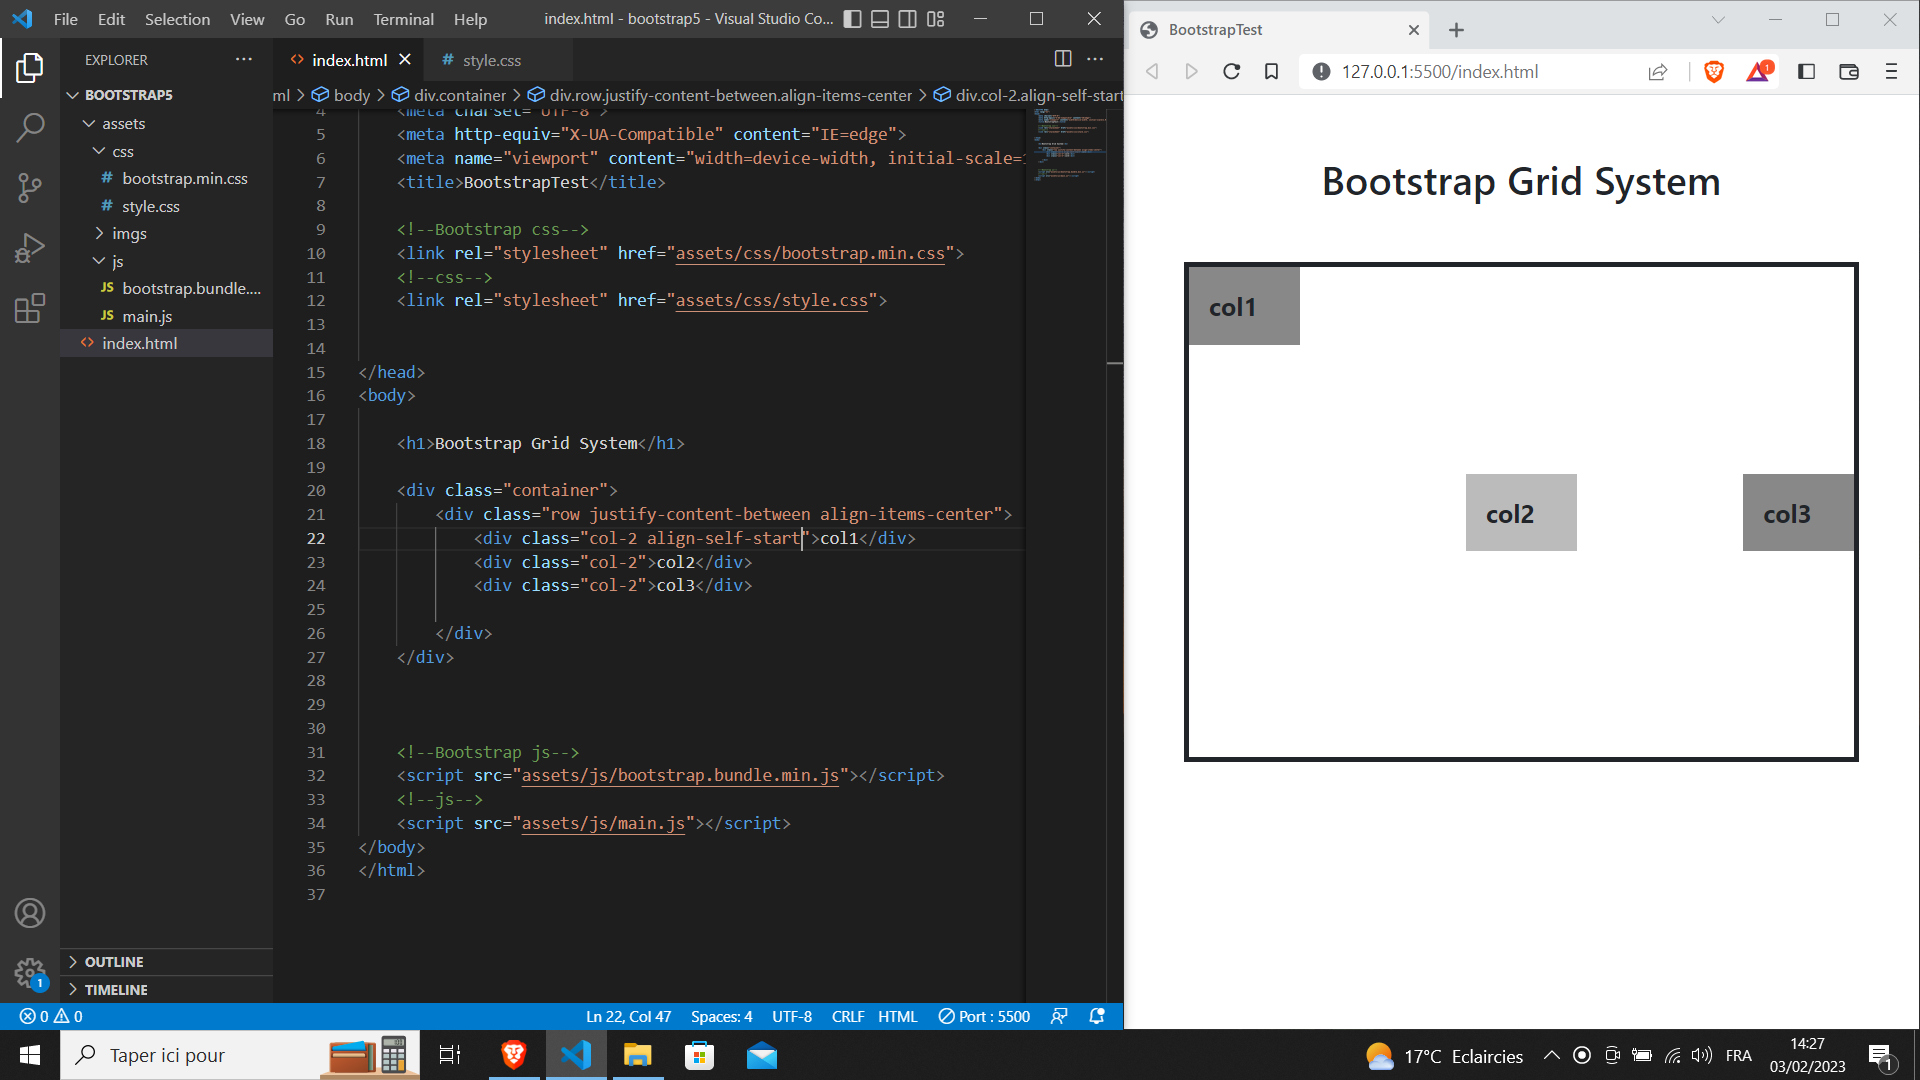 File Edit Selection View Go Run Terminal Help index.html - bootstrap5 - Visual Studio Co...
EXPLORER
BOOTSTRAP5
assets
css
# bootstrap.min.css
# style.css
imgs
js
JS bootstrap.bundle....
JS main.js
<> index.html
OUTLINE
TIMELINE
<> index.html
# style.css
ml > body > div.container > div.row.justify-content-between.align-items-center > div.col-2.align-self-start
4 <meta charset="UTF-8">
5 <meta http-equiv="X-UA-Compatible" content="IE=edge">
6 <meta name="viewport" content="width=device-width, initial-scale=1
7 <title>BootstrapTest</title>
8
9 <!--Bootstrap css-->
10 <link rel="stylesheet" href="assets/css/bootstrap.min.css">
11 <!--css-->
12 <link rel="stylesheet" href="assets/css/style.css">
13
14
15 </head>
16 <body>
17
18 <h1>Bootstrap Grid System</h1>
19
20 <div class="container">
21 <div class="row justify-content-between align-items-center">
22 <div class="col-2 align-self-start">col1</div>
23 <div class="col-2">col2</div>
24 <div class="col-2">col3</div>
25
26 </div>
27 </div>
28
29
30
31 <!--Bootstrap js-->
32 <script src="assets/js/bootstrap.bundle.min.js"></script>
33 <!--js-->
34 <script src="assets/js/main.js"></script>
35 </body>
36 </html>
37
1
0 0 Ln 22, Col 47 Spaces: 4 UTF-8 CRLF HTML Port : 5500
BootstrapTest
127.0.0.1:5500/index.html
1
Bootstrap Grid System
col1
col2
col3
Taper ici pour
17°C Eclaircies
FRA
14:27
03/02/2023
1